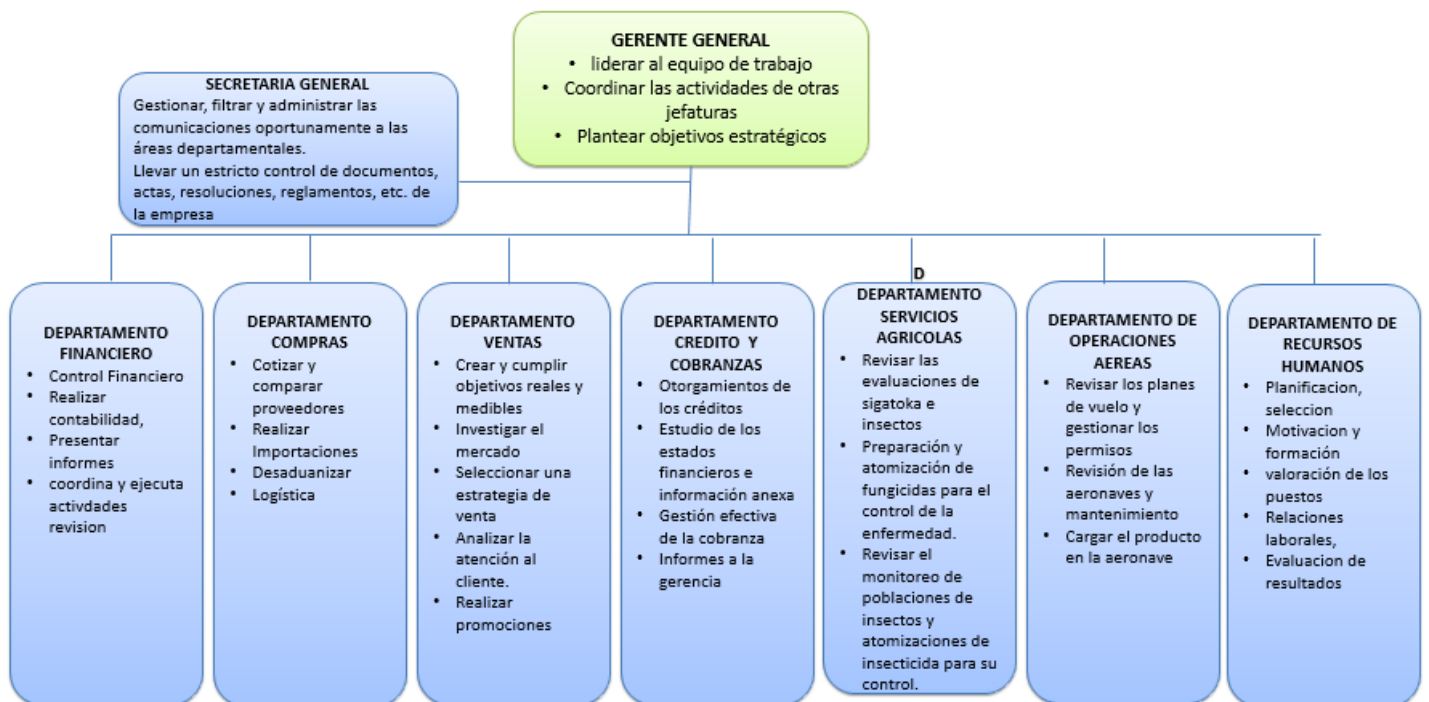 GERENTE GENERAL
• liderar al equipo de trabajo
• Coordinar las actividades de otras
jefaturas
• Plantear objetivos estratégicos
SECRETARIA GENERAL
Gestionar, filtrar y administrar las
comunicaciones oportunamente a las
áreas departamentales.
Llevar un estricto control de documentos,
actas, resoluciones, reglamentos, etc. de
la empresa
DEPARTAMENTO
FINANCIERO
• Control Financiero
• Realizar
contabilidad,
• Presentar
informes
• coordina y ejecuta
activdades
revision
DEPARTAMENTO
COMPRAS
• Cotizar y
comparar
proveedores
• Realizar
Importaciones
• Desaduanizar
• Logística
DEPARTAMENTO
VENTAS
• Crear y cumplir
objetivos reales y
medibles
• Investigar el
mercado
• Seleccionar una
estrategia de
venta
• Analizar la
atención al
cliente.
• Realizar
promociones
DEPARTAMENTO
CREDITO Y
COBRANZAS
• Otorgamientos de
los créditos
• Estudio de los
estados
financieros e
información anexa
• Gestión efectiva
de la cobranza
• Informes a la
gerencia
D
DEPARTAMENTO
SERVICIOS
AGRICOLAS
• Revisar las
evaluaciones de
sigatoka e
insectos
• Preparación y
atomización de
fungicidas para el
control de la
enfermedad.
• Revisar el
monitoreo de
poblaciones de
insectos y
atomizaciones de
insecticida para su
control.
DEPARTAMENTO DE
OPERACIONES
AEREAS
• Revisar los planes
de vuelo y
gestionar los
permisos
• Revisión de las
aeronaves y
mantenimiento
• Cargar el producto
en la aeronave
DEPARTAMENTO DE
RECURSOS
HUMANOS
• Planificacion,
seleccion
• Motivacion y
formación
• valoración de los
puestos
• Relaciones
laborales,
• Evaluacion de
resultados